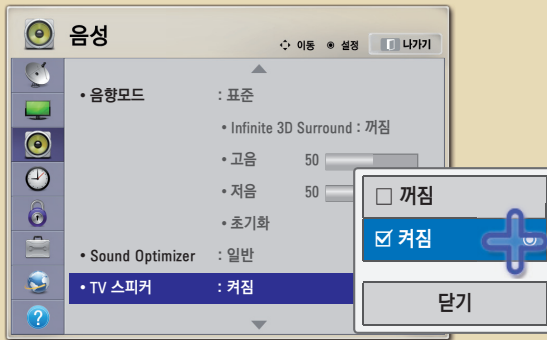 음성
이동 설정 나가기
• 음향모드 : 표준
• Infinite 3D Surround : 꺼짐
• 고음 50
• 저음 50
• 초기화
• Sound Optimizer : 일반
• TV 스피커 : 켜짐
□ 꺼짐
☑ 켜짐
닫기